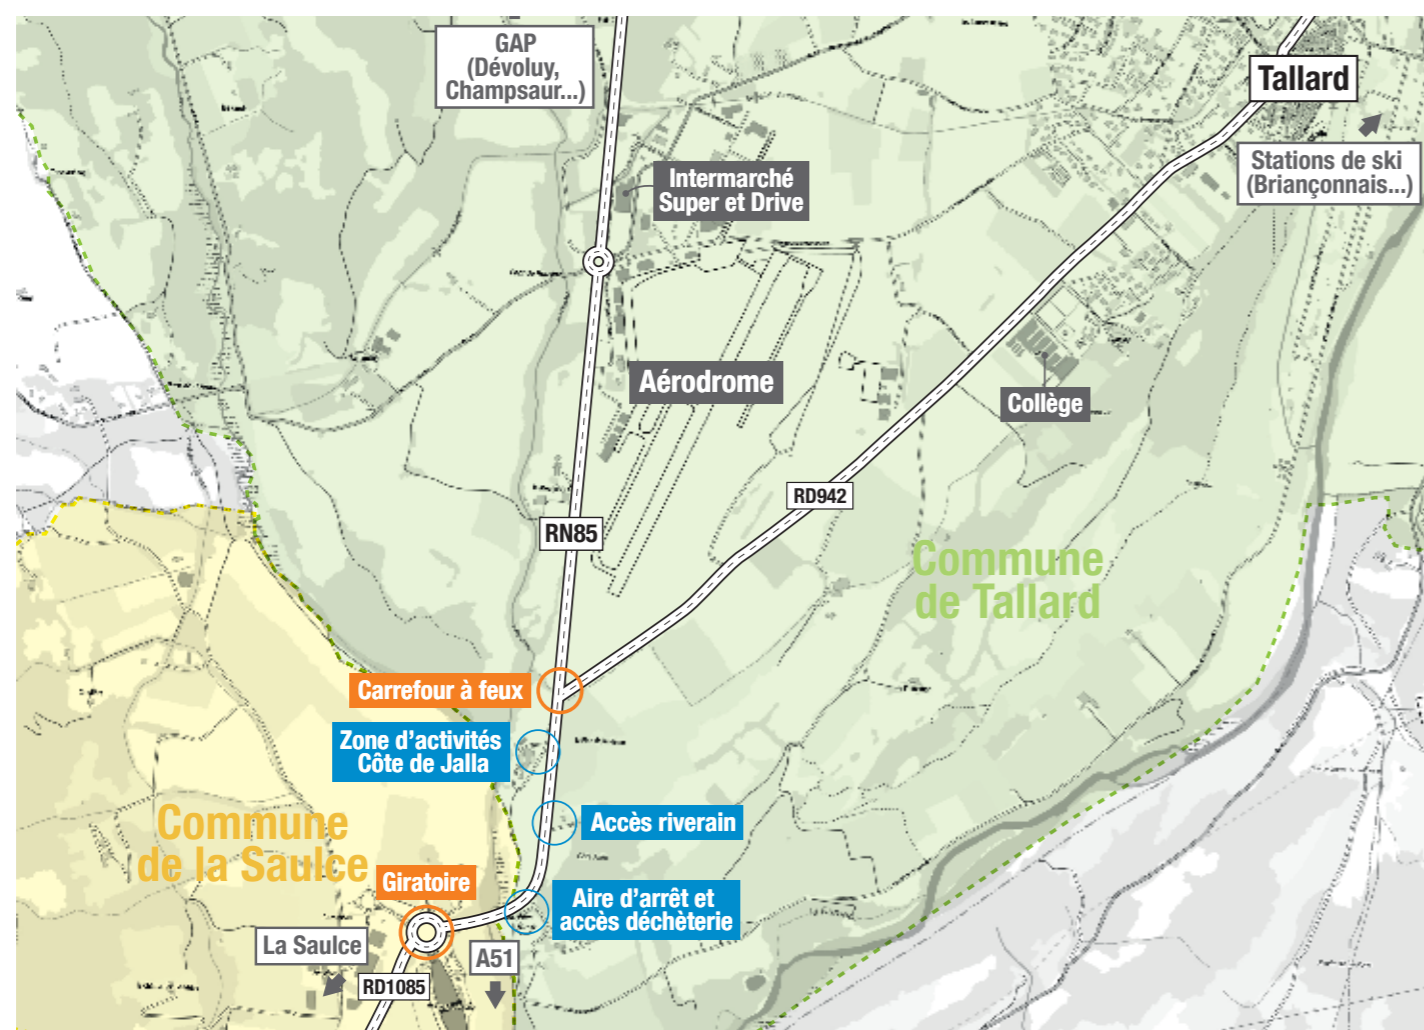 GAP
(Dévoluy,
Champsaur...)
Tallard
Stations de ski
(Briançonnais...)
Intermarché
Super et Drive
Aérodrome
Collège
RD942
RN85
Commune
de Tallard
Carrefour à feux
Zone d'activités
Côte de Jalla
Accès riverain
Commune
de la Saulce
Giratoire
Aire d'arrêt et
accès déchèterie
La Saulce
A51
RD1085